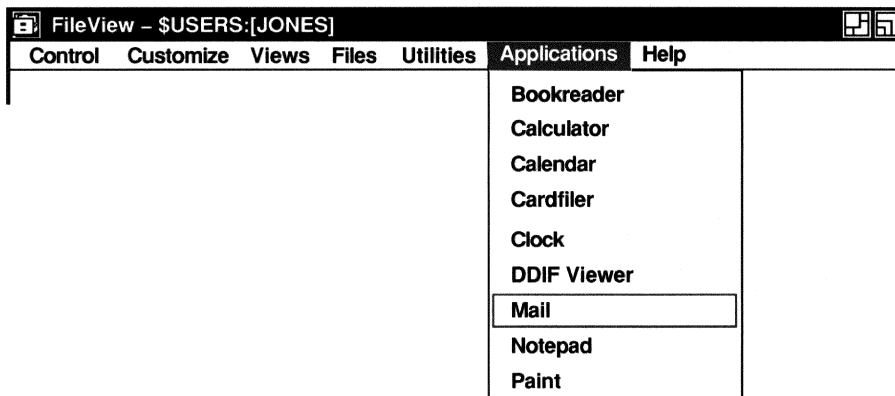 FileView – $USERS:[JONES]
Control Customize Views Files Utilities Applications Help
Bookreader
Calculator
Calendar
Cardfiler
Clock
DDIF Viewer
Mail
Notepad
Paint